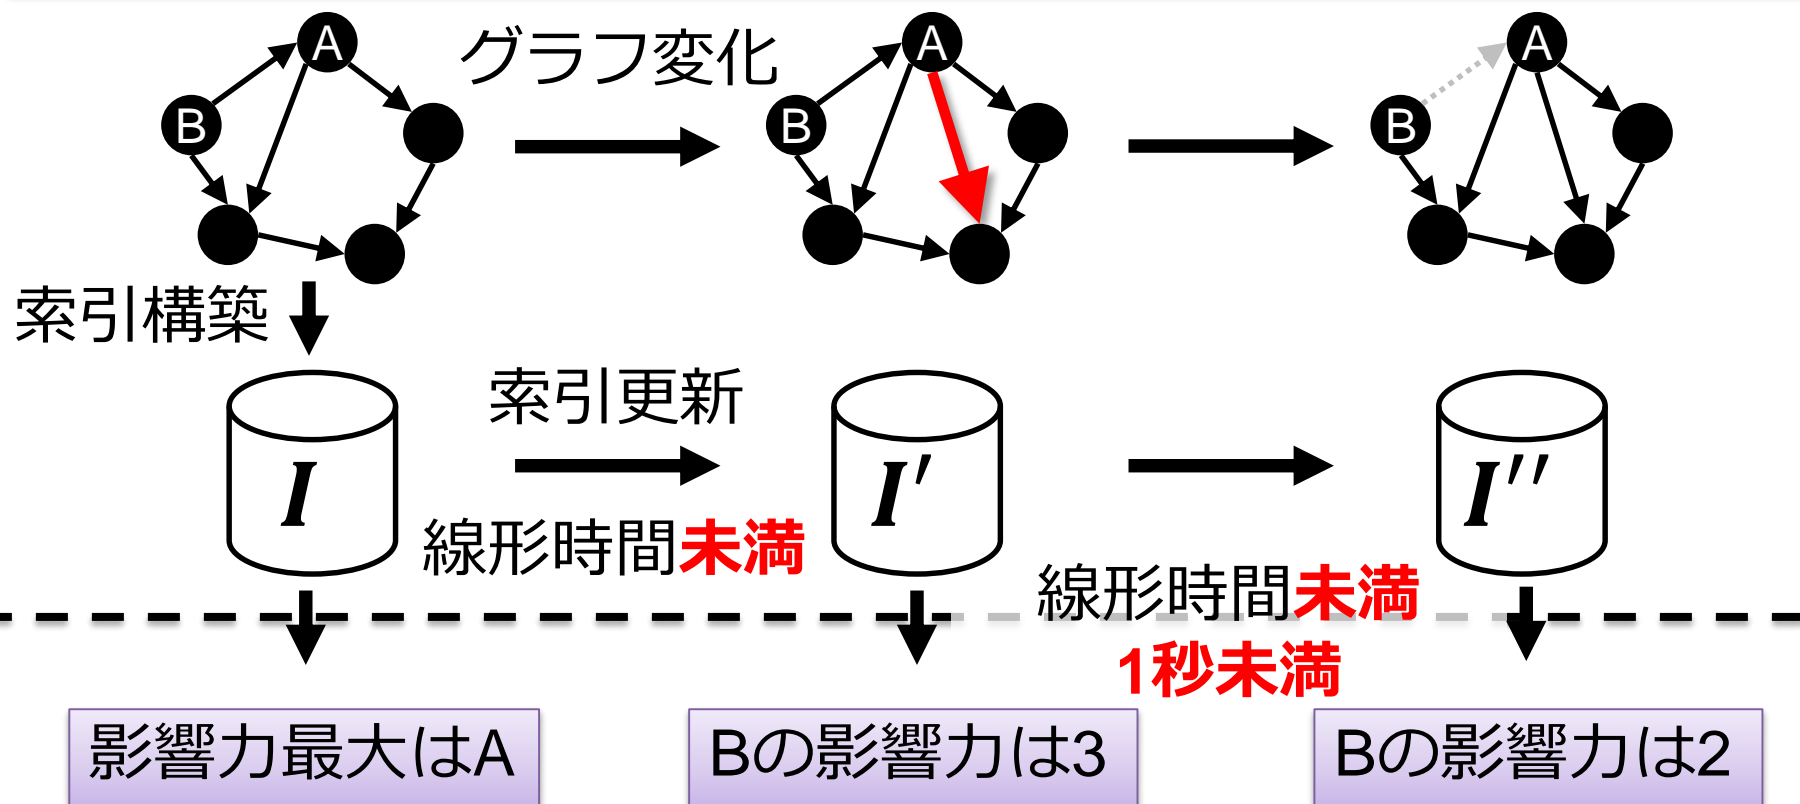 A
B
グラフ変化
A
B
A
B
索引構築
索引更新
I
I′
I″
線形時間未満
線形時間未満
1秒未満
影響力最大はA
Bの影響力は3
Bの影響力は2